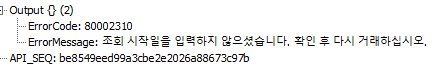 Output {} (2)
ErrorCode: 80002310
ErrorMessage: 조회 시작일을 입력하지 않으셨습니다. 확인 후 다시 거래하십시오.
API_SEQ: be8549eed99a3cbe2e2026a88673c97b